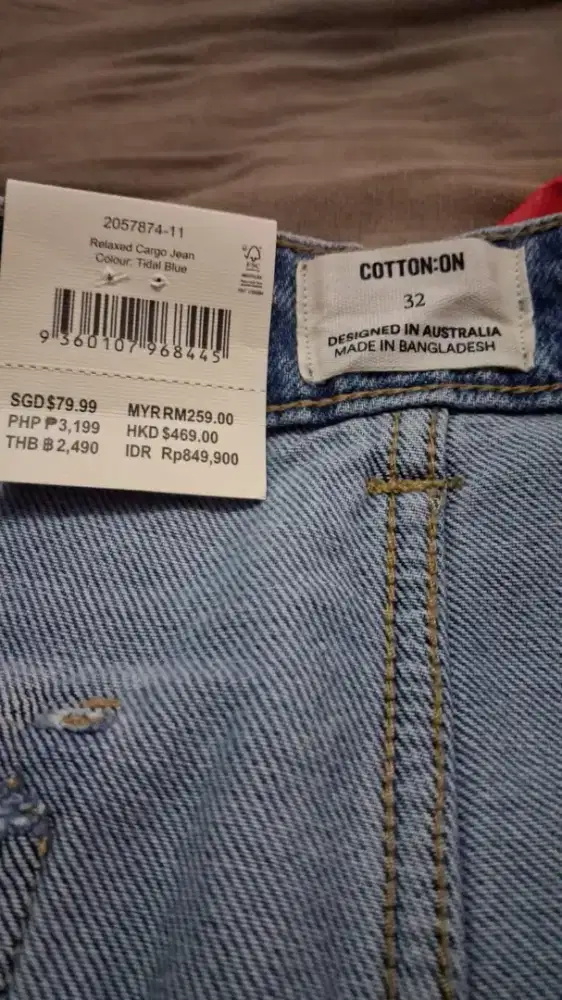 2057874-11
Relaxed Cargo Jean
Colour: Tidal Blue
9 360107 968445
SGD $79.99 MYR RM259.00
PHP ₱3,199 HKD $469.00
THB ฿2,490 IDR Rp849,900
COTTON:ON
32
DESIGNED IN AUSTRALIA
MADE IN BANGLADESH